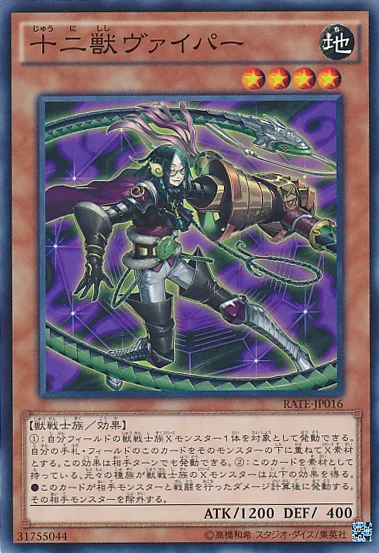 じゅう に しし
十二獣ヴァイパー
地
RATE-JP016
【獣戦士族／効果】
①：自分フィールドの獣戦士族Xモンスター1体を対象として発動できる。
自分の手札・フィールドのこのカードをそのモンスターの下に重ねてX素
材とする。この効果は相手ターンでも発動できる。②：このカードを素材として
持っている、元々の種族が獣戦士族のXモンスターは以下の効果を得る。
●このカードが相手モンスターと戦闘を行ったダメージ計算後に発動する。
そのモンスターを除外する。
ATK/1200 DEF/ 400
31755044
©高橋和希 スタジオ・ダイス/集英社